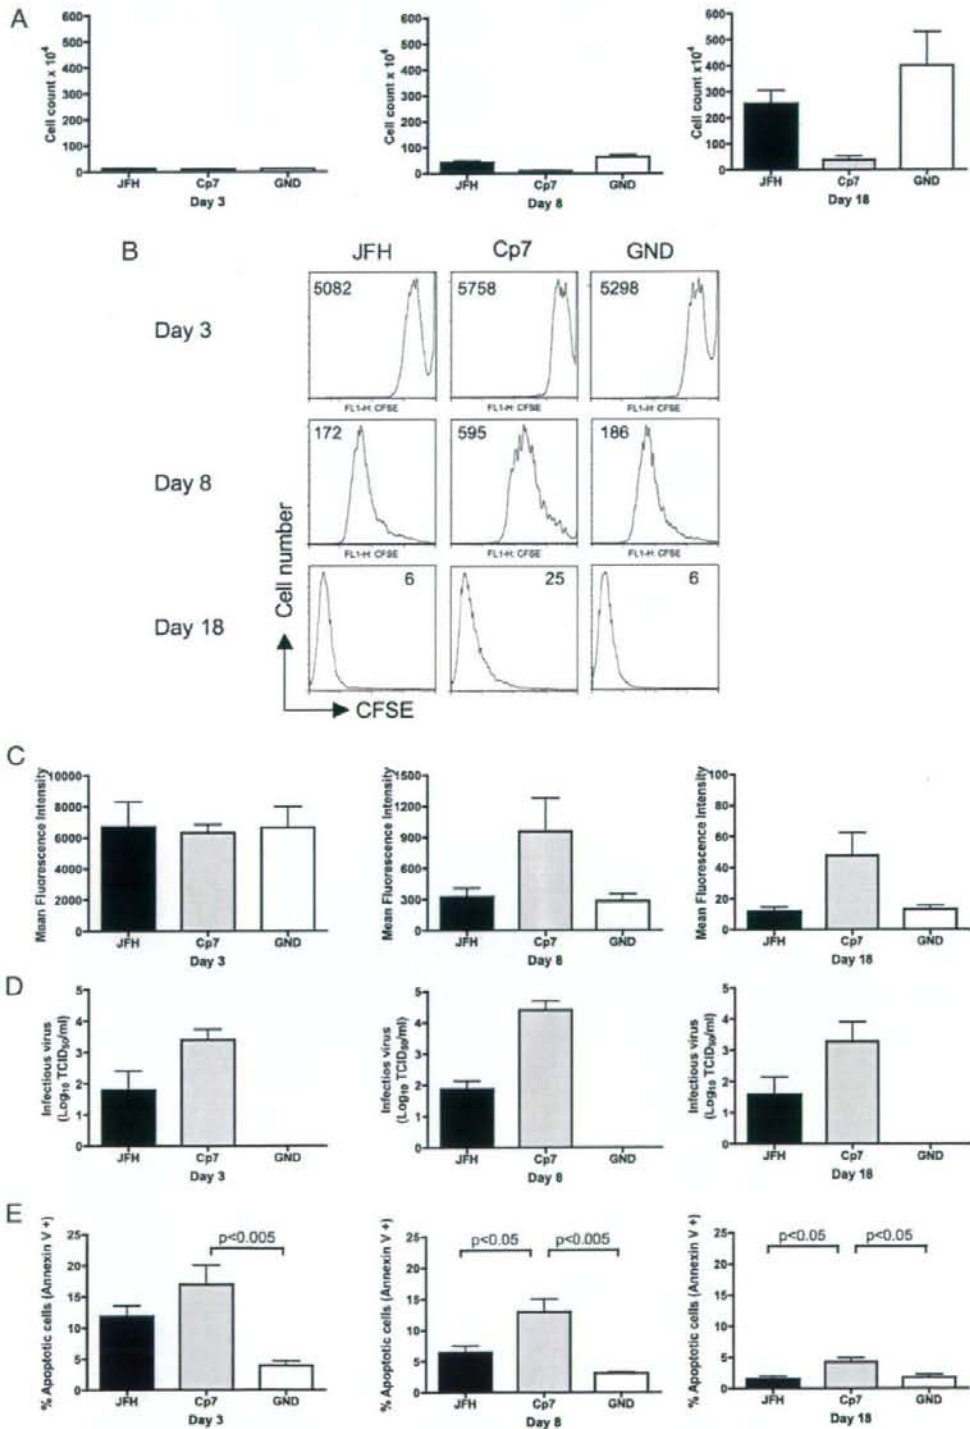 A
Cell count x 10⁴
600
500
400
300
200
100
0
JFH Cp7 GND
Day 3
Cell count x 10⁴
600
500
400
300
200
100
0
JFH Cp7 GND
Day 8
Cell count x10⁴
600
500
400
300
200
100
0
JFH Cp7 GND
Day 18
B
JFH Cp7 GND
Day 3
5082 5758 5298
FL1-H: CFSE FL1-H: CFSE FL1-H: CFSE
Day 8
172 595 186
FL1-H: CFSE FL1-H: CFSE FL1-H: CFSE
Day 18
6 25 6
Cell number
CFSE
C
Mean Fluorescence Intensity
10000
8000
6000
4000
2000
0
JFH Cp7 GND
Day 3
Mean Fluorescence Intensity
1500
1200
900
600
300
0
JFH Cp7 GND
Day 8
Mean Fluorescence Intensity
100
80
60
40
20
0
JFH Cp7 GND
Day 18
D
Infectious virus
(Log₁₀ TCID₅₀/ml)
5
4
3
2
1
0
JFH Cp7 GND
Day 3
Infectios virus
(Log₁₀ TCID₅₀/ml)
5
4
3
2
1
0
JFH Cp7 GND
Day 8
Infectious virus
(Log₁₀ TCID₅₀/ml)
5
4
3
2
1
0
JFH Cp7 GND
Day 18
E
% Apoptotic cells (Annexin V +)
25
20
15
10
5
0
p<0.005
JFH Cp7 GND
Day 3
% Apoptotic cells (Annexin V +)
25
20
15
10
5
0
p<0.05 p<0.005
JFH Cp7 GND
Day 8
% Apoptotic cells (Annexin V +)
25
20
15
10
5
0
p<0.05 p<0.05
JFH Cp7 GND
Day 18